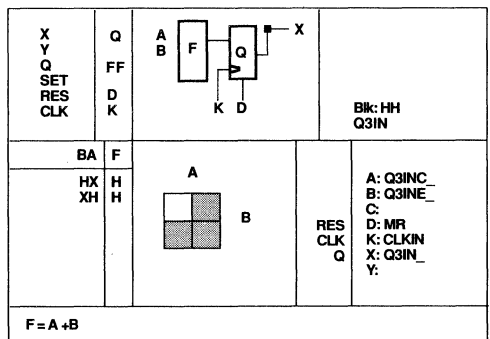 X Q
Y
Q FF
SET
RES D
CLK K
A
B
F
Q
X
K D
Blk: HH
Q3IN
BA F
HX H
XH H
A
B
RES
CLK
Q
A: Q3INC_
B: Q3INE_
C:
D: MR
K: CLKIN
X: Q3IN_
Y:
F = A +B